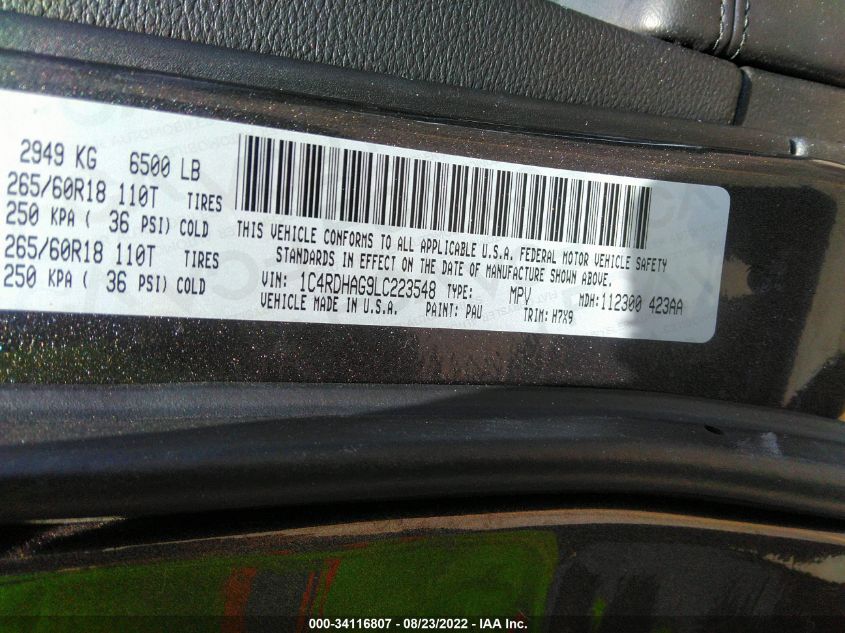 2949 KG 6500 LB
265/60R18 110T TIRES
250 KPA ( 36 PSI) COLD
265/60R18 110T TIRES
250 KPA ( 36 PSI) COLD
THIS VEHICLE CONFORMS TO ALL APPLICABLE U.S.A. FEDERAL MOTOR VEHICLE SAFETY
STANDARDS IN EFFECT ON THE DATE OF MANUFACTURE SHOWN ABOVE.
VIN: 1C4RDHAG9LC223548 TYPE: MPV MDH:112300 423AA
VEHICLE MADE IN U.S.A. PAINT: PAU TRIM: H7X9
000-34116807 - 08/23/2022 - IAA Inc.